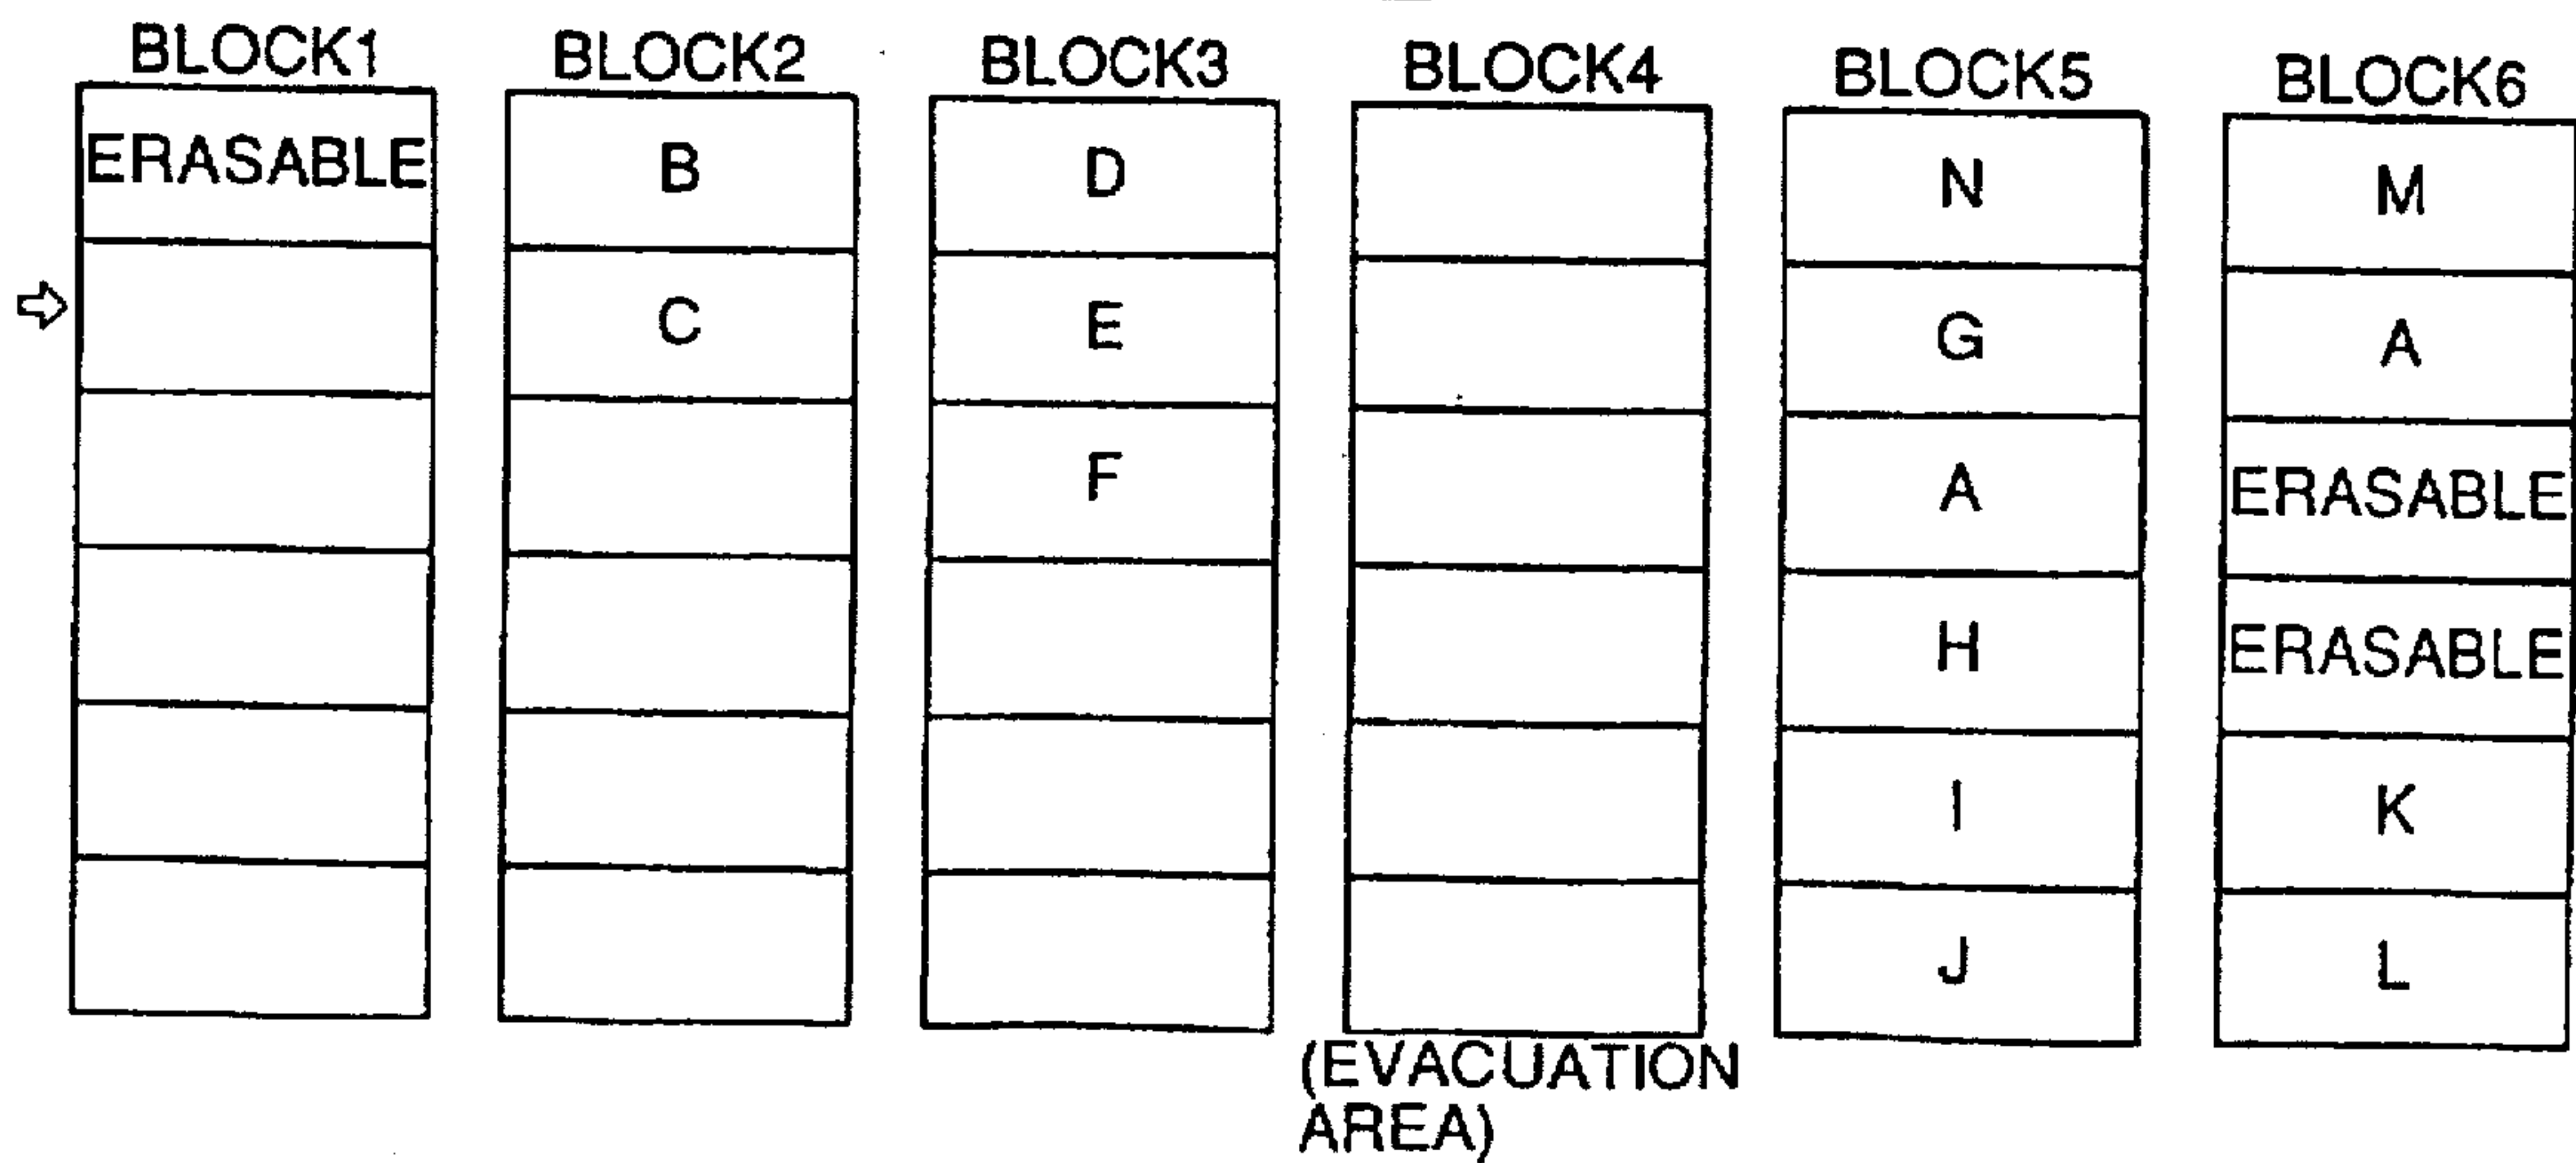 BLOCK1 BLOCK2 BLOCK3 BLOCK4 BLOCK5 BLOCK6
ERASABLE B D N M
C E G A
F A ERASABLE
H ERASABLE
I K
J L
(EVACUATION
AREA)